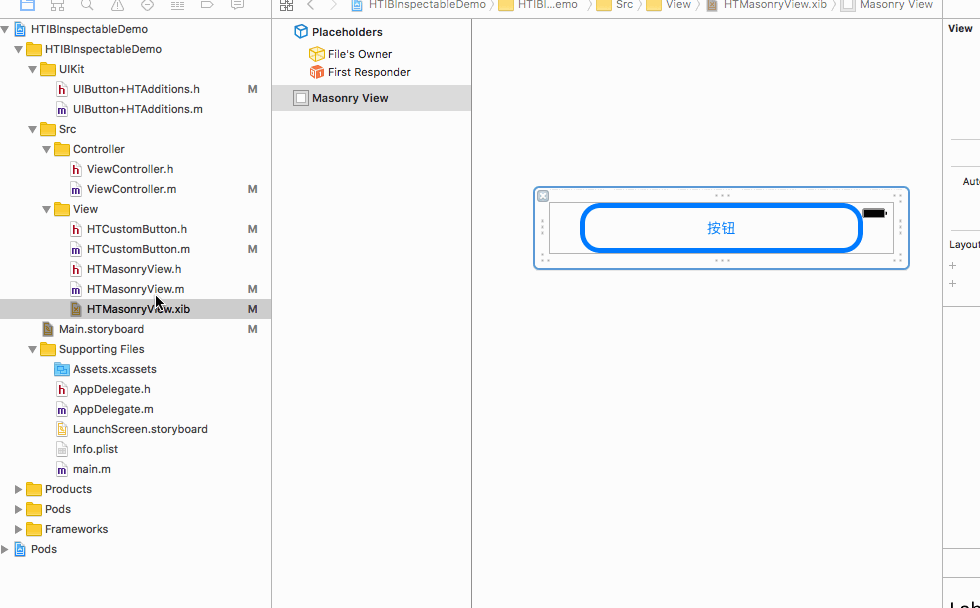 HTIBInspectableDemo
HTIBI...emo
Src
View
HTMasonryView.xib
Masonry View
HTIBInspectableDemo
HTIBInspectableDemo
UIKit
UIButton+HTAdditions.h M
UIButton+HTAdditions.m
Src
Controller
ViewController.h
ViewController.m M
View
HTCustomButton.h M
HTCustomButton.m M
HTMasonryView.h
HTMasonryView.m M
HTMasonryView.xib M
Main.storyboard M
Supporting Files
Assets.xcassets
AppDelegate.h
AppDelegate.m
LaunchScreen.storyboard
Info.plist
main.m
Products
Pods
Frameworks
Pods
Placeholders
File's Owner
First Responder
Masonry View
按钮
View
Auto
Layout